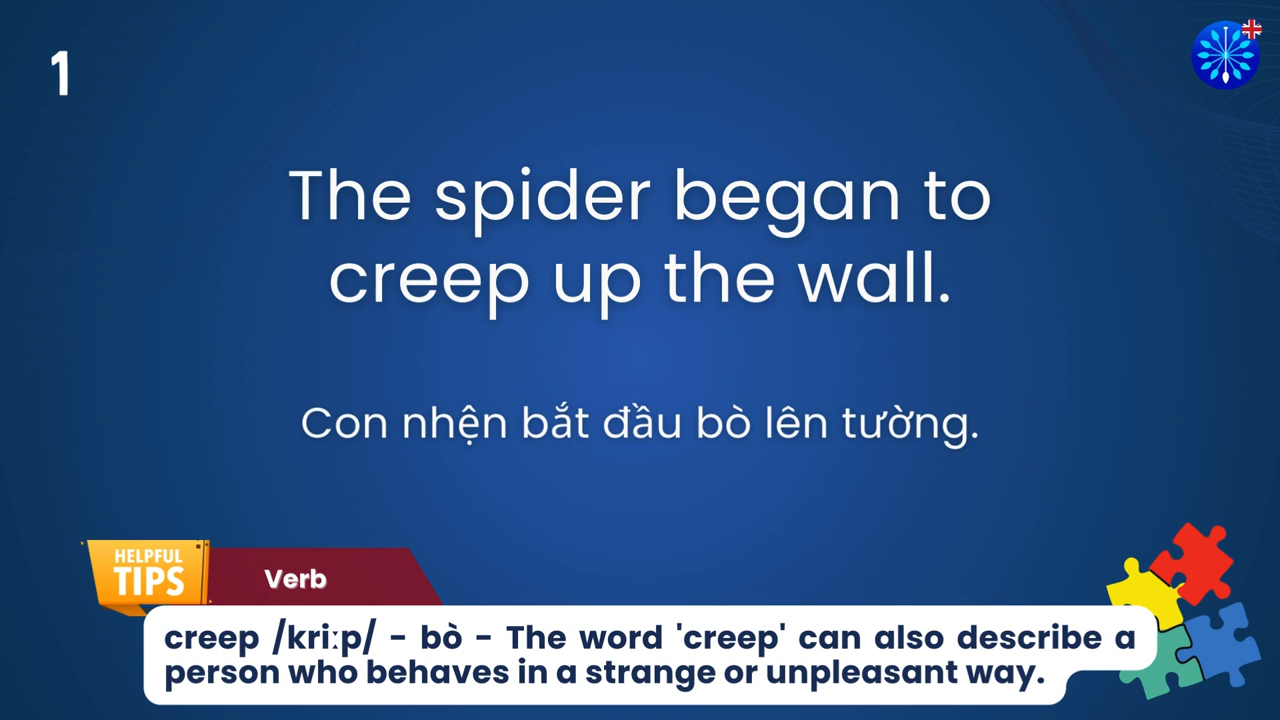 1
The spider began to
creep up the wall.
Con nhện bắt đầu bò lên tường.
HELPFUL
TIPS
Verb
creep /kriːp/ - bò - The word 'creep' can also describe a
person who behaves in a strange or unpleasant way.